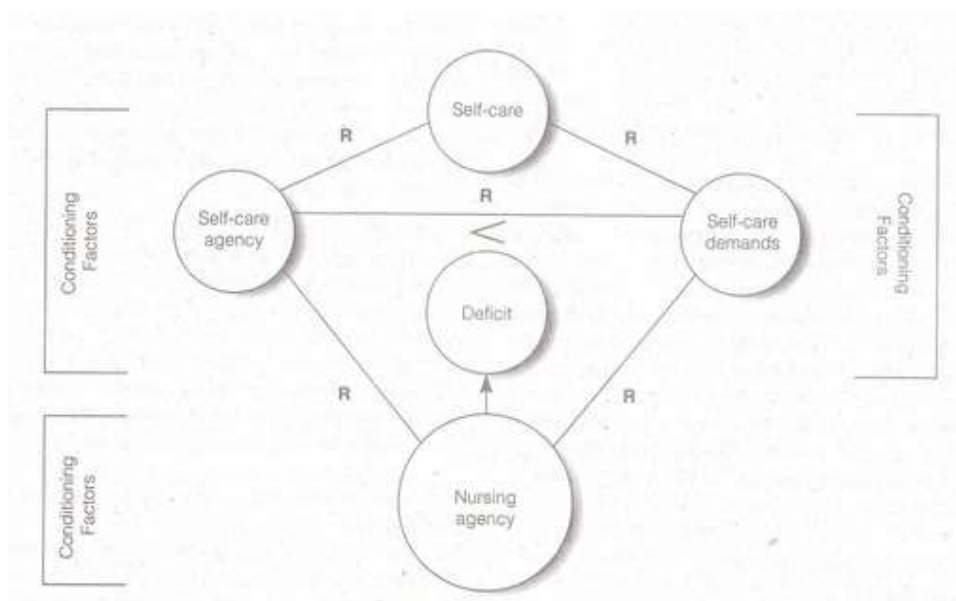 Self-care
R
R
R
Self-care
agency
<
Self-care
demands
Conditioning
Factors
Conditioning
Factors
Deficit
R
R
Nursing
agency
Conditioning
Factors